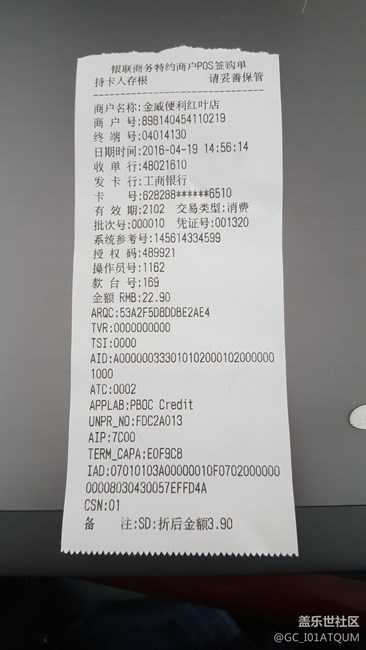 银联商务特约商户POS签购单
持卡人存根 请妥善保管
商户名称:金威便利红叶店
商 户 号:898140454110219
终 端 号:04014130
日期时间:2016-04-19 14:56:14
收 单 行:48021610
发 卡 行:工商银行
卡 号:628288******6510
有 效 期:2102 交易类型:消费
批次号:000010 凭证号:001320
系统参考号:145614334599
授 权 码:489921
操作员号:1162
款 台 号:169
金额 RMB:22.90
ARQC:53A2F5DBDDBE2AE4
TVR:0000000000
TSI:0000
AID:A0000003330101020001020000001000
ATC:0002
APPLAB:PBOC Credit
UNPR_NO:FDC2A013
AIP:7C00
TERM_CAPA:E0F9C8
IAD:07010103A00000010F0702000000
00008030430057EFFD4A
CSN:01
备 注:SD:折后金额3.90
盖乐世社区
@GC_I01ATQUM